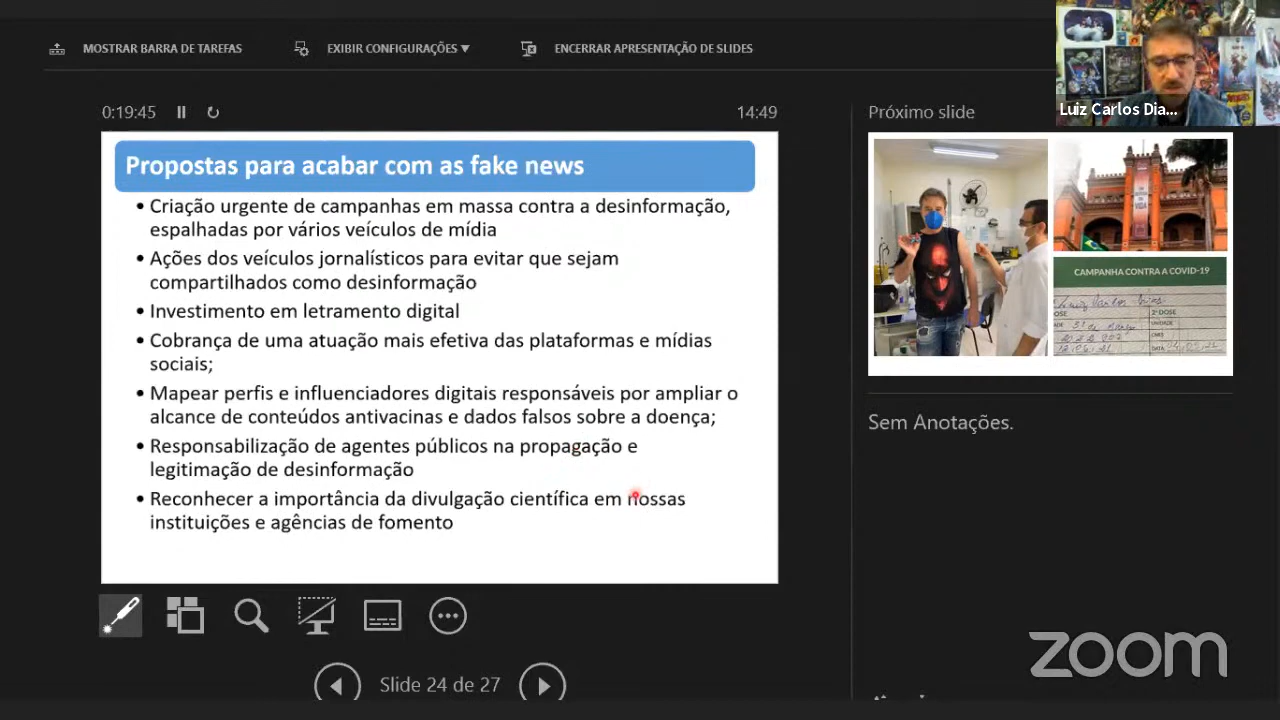 MOSTRAR BARRA DE TAREFAS
EXIBIR CONFIGURAÇÕES
ENCERRAR APRESENTAÇÃO DE SLIDES
Luiz Carlos Dia...
0:19:45
14:49
Próximo slide
Propostas para acabar com as fake news
• Criação urgente de campanhas em massa contra a desinformação,
espalhadas por vários veículos de mídia
• Ações dos veículos jornalísticos para evitar que sejam
compartilhados como desinformação
• Investimento em letramento digital
• Cobrança de uma atuação mais efetiva das plataformas e mídias
sociais;
• Mapear perfis e influenciadores digitais responsáveis por ampliar o
alcance de conteúdos antivacinas e dados falsos sobre a doença;
• Responsabilização de agentes públicos na propagação e
legitimação de desinformação
• Reconhecer a importância da divulgação científica em nossas
instituições e agências de fomento
VIDA
CAMPANHA CONTRA A COVID-19
Luiz Carlos Dias
DOSE
2ª DOSE
Sem Anotações.
Slide 24 de 27
zoom